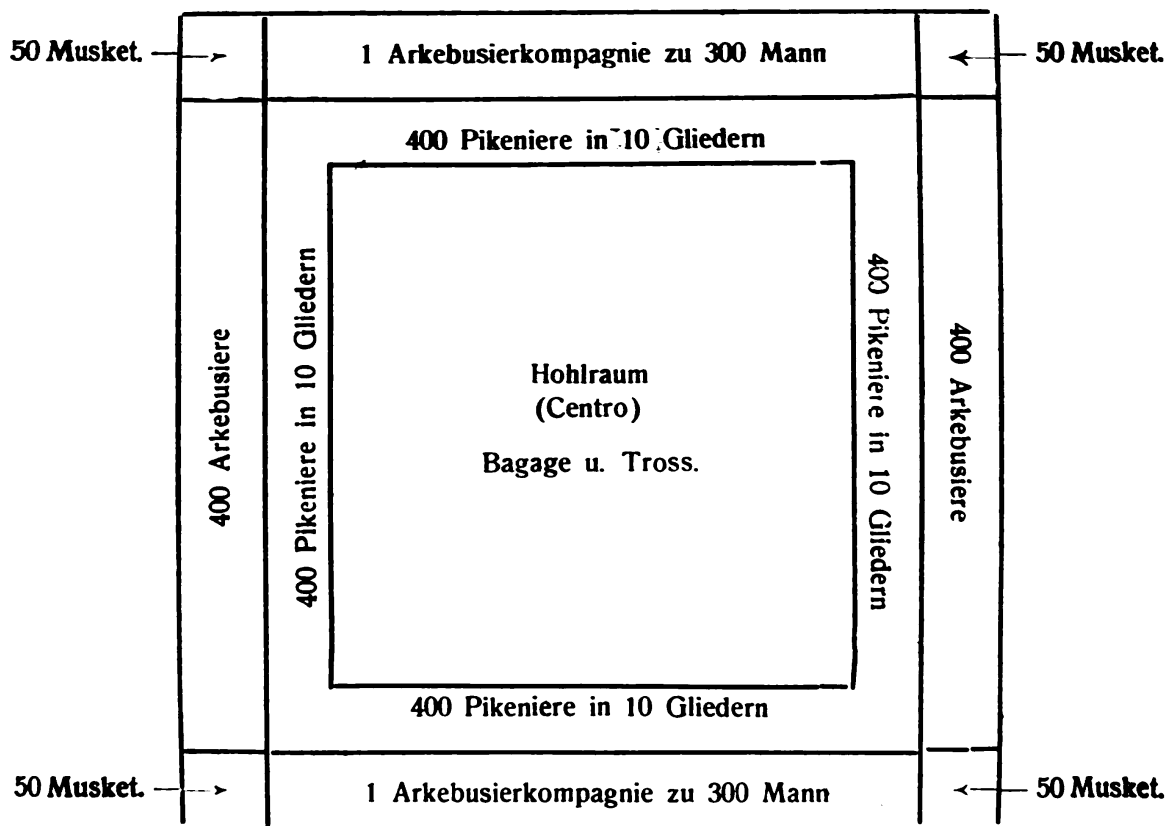 50 Musket.
1 Arkebusierkompagnie zu 300 Mann
50 Musket.
400 Pikeniere in 10 Gliedern
400 Arkebusiere
400 Pikeniere in 10 Gliedern
Hohlraum
(Centro)
Bagage u. Tross.
400 Pikeniere in 10 Gliedern
400 Arkebusiere
400 Pikeniere in 10 Gliedern
50 Musket.
1 Arkebusierkompagnie zu 300 Mann
50 Musket.